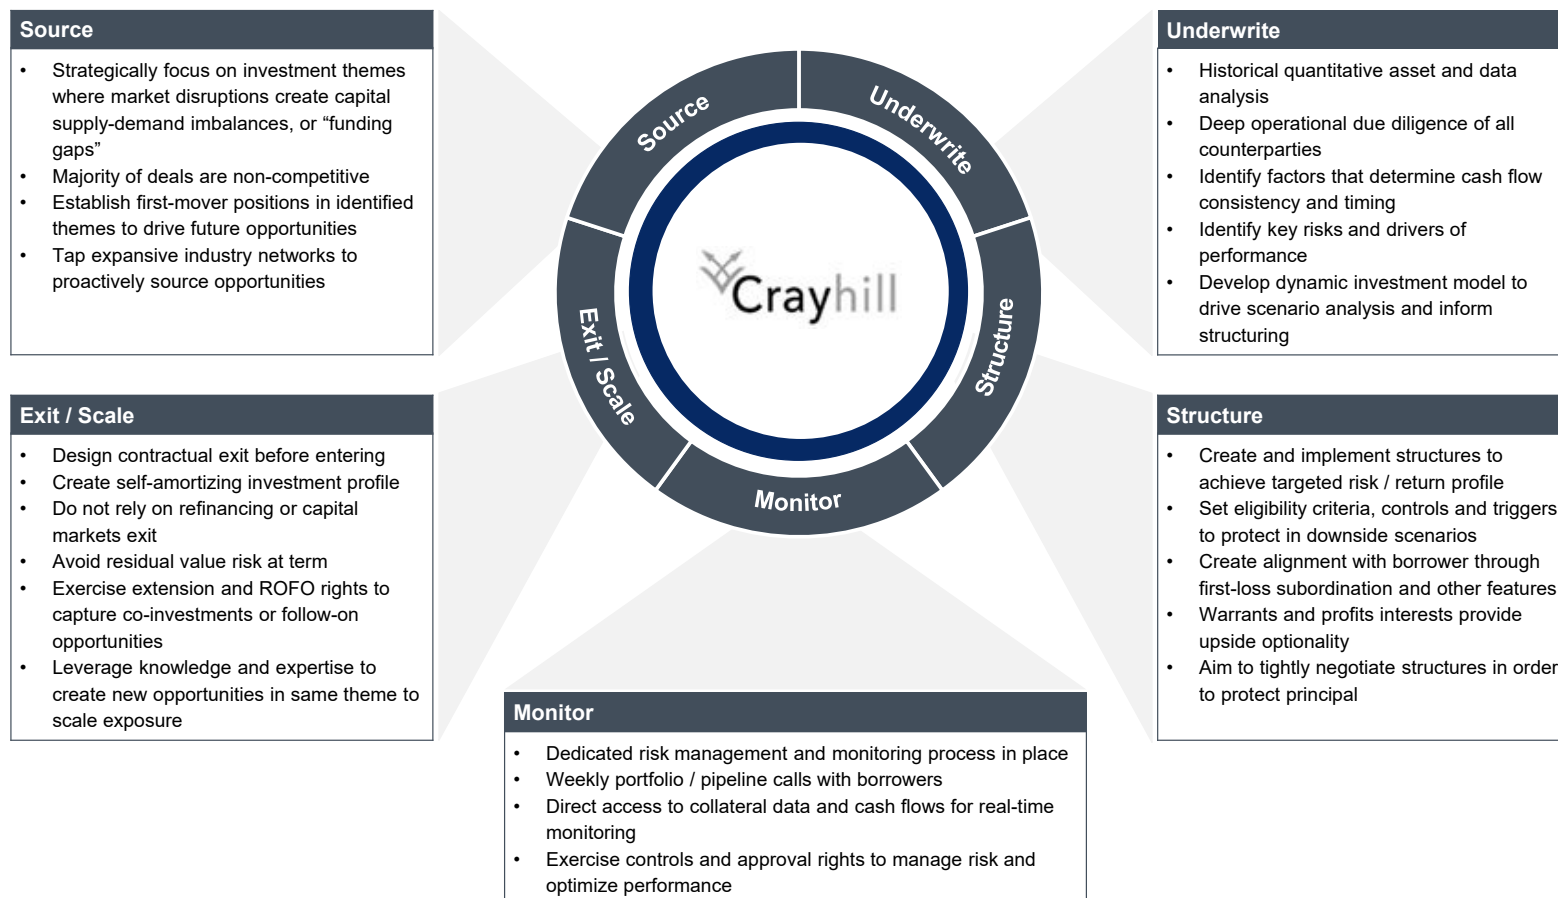 Source
• Strategically focus on investment themes
where market disruptions create capital
supply-demand imbalances, or “funding
gaps”
• Majority of deals are non-competitive
• Establish first-mover positions in identified
themes to drive future opportunities
• Tap expansive industry networks to
proactively source opportunities
Source
Underwrite
Structure
Monitor
Exit / Scale
Crayhill
Underwrite
• Historical quantitative asset and data
analysis
• Deep operational due diligence of all
counterparties
• Identify factors that determine cash flow
consistency and timing
• Identify key risks and drivers of
performance
• Develop dynamic investment model to
drive scenario analysis and inform
structuring
Exit / Scale
• Design contractual exit before entering
• Create self-amortizing investment profile
• Do not rely on refinancing or capital
markets exit
• Avoid residual value risk at term
• Exercise extension and ROFO rights to
capture co-investments or follow-on
opportunities
• Leverage knowledge and expertise to
create new opportunities in same theme to
scale exposure
Structure
• Create and implement structures to
achieve targeted risk / return profile
• Set eligibility criteria, controls and triggers
to protect in downside scenarios
• Create alignment with borrower through
first-loss subordination and other features
• Warrants and profits interests provide
upside optionality
• Aim to tightly negotiate structures in order
to protect principal
Monitor
• Dedicated risk management and monitoring process in place
• Weekly portfolio / pipeline calls with borrowers
• Direct access to collateral data and cash flows for real-time
monitoring
• Exercise controls and approval rights to manage risk and
optimize performance